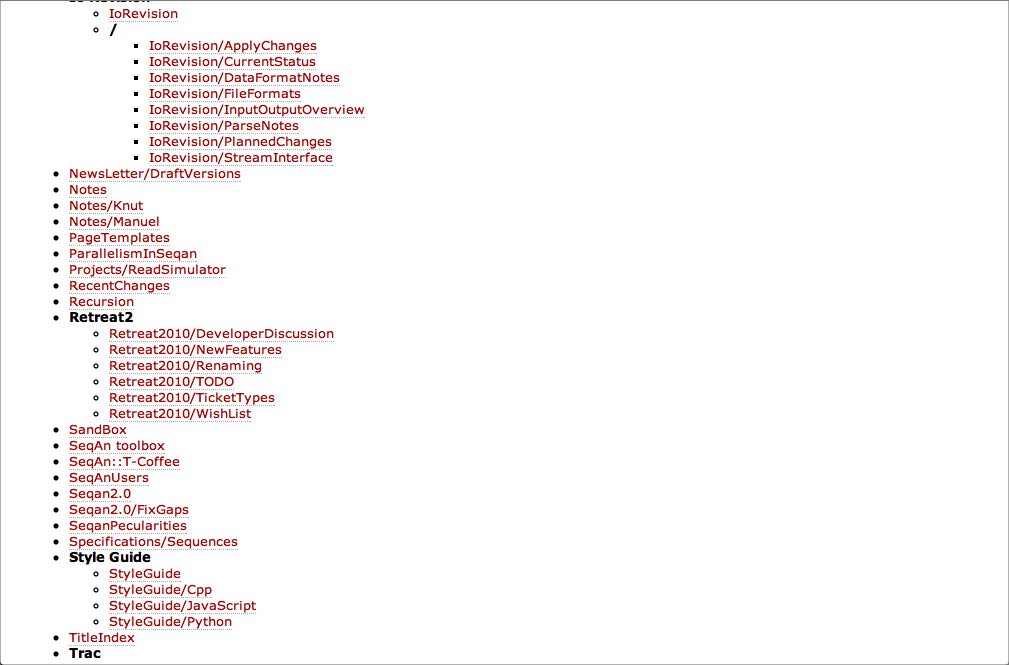 IoRevision
/
IoRevision/ApplyChanges
IoRevision/CurrentStatus
IoRevision/DataFormatNotes
IoRevision/FileFormats
IoRevision/InputOutputOverview
IoRevision/ParseNotes
IoRevision/PlannedChanges
IoRevision/StreamInterface
NewsLetter/DraftVersions
Notes
Notes/Knut
Notes/Manuel
PageTemplates
ParallelismInSeqan
Projects/ReadSimulator
RecentChanges
Recursion
Retreat2
Retreat2010/DeveloperDiscussion
Retreat2010/NewFeatures
Retreat2010/Renaming
Retreat2010/TODO
Retreat2010/TicketTypes
Retreat2010/WishList
SandBox
SeqAn toolbox
SeqAn::T-Coffee
SeqAnUsers
Seqan2.0
Seqan2.0/FixGaps
SeqanPecularities
Specifications/Sequences
Style Guide
StyleGuide
StyleGuide/Cpp
StyleGuide/JavaScript
StyleGuide/Python
TitleIndex
Trac